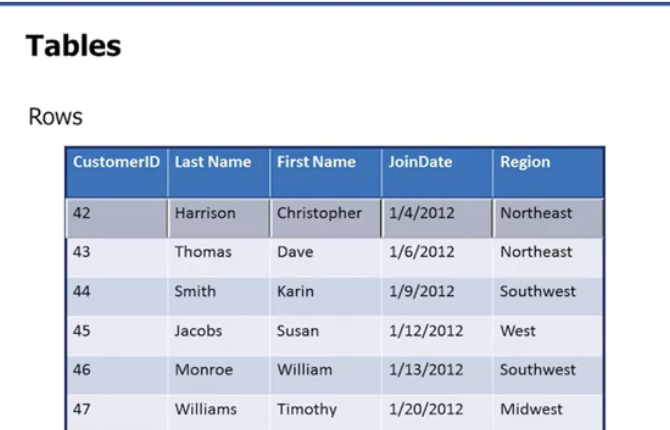 Tables
Rows
CustomerID Last Name First Name JoinDate Region
42 Harrison Christopher 1/4/2012 Northeast
43 Thomas Dave 1/6/2012 Northeast
44 Smith Karin 1/9/2012 Southwest
45 Jacobs Susan 1/12/2012 West
46 Monroe William 1/13/2012 Southwest
47 Williams Timothy 1/20/2012 Midwest